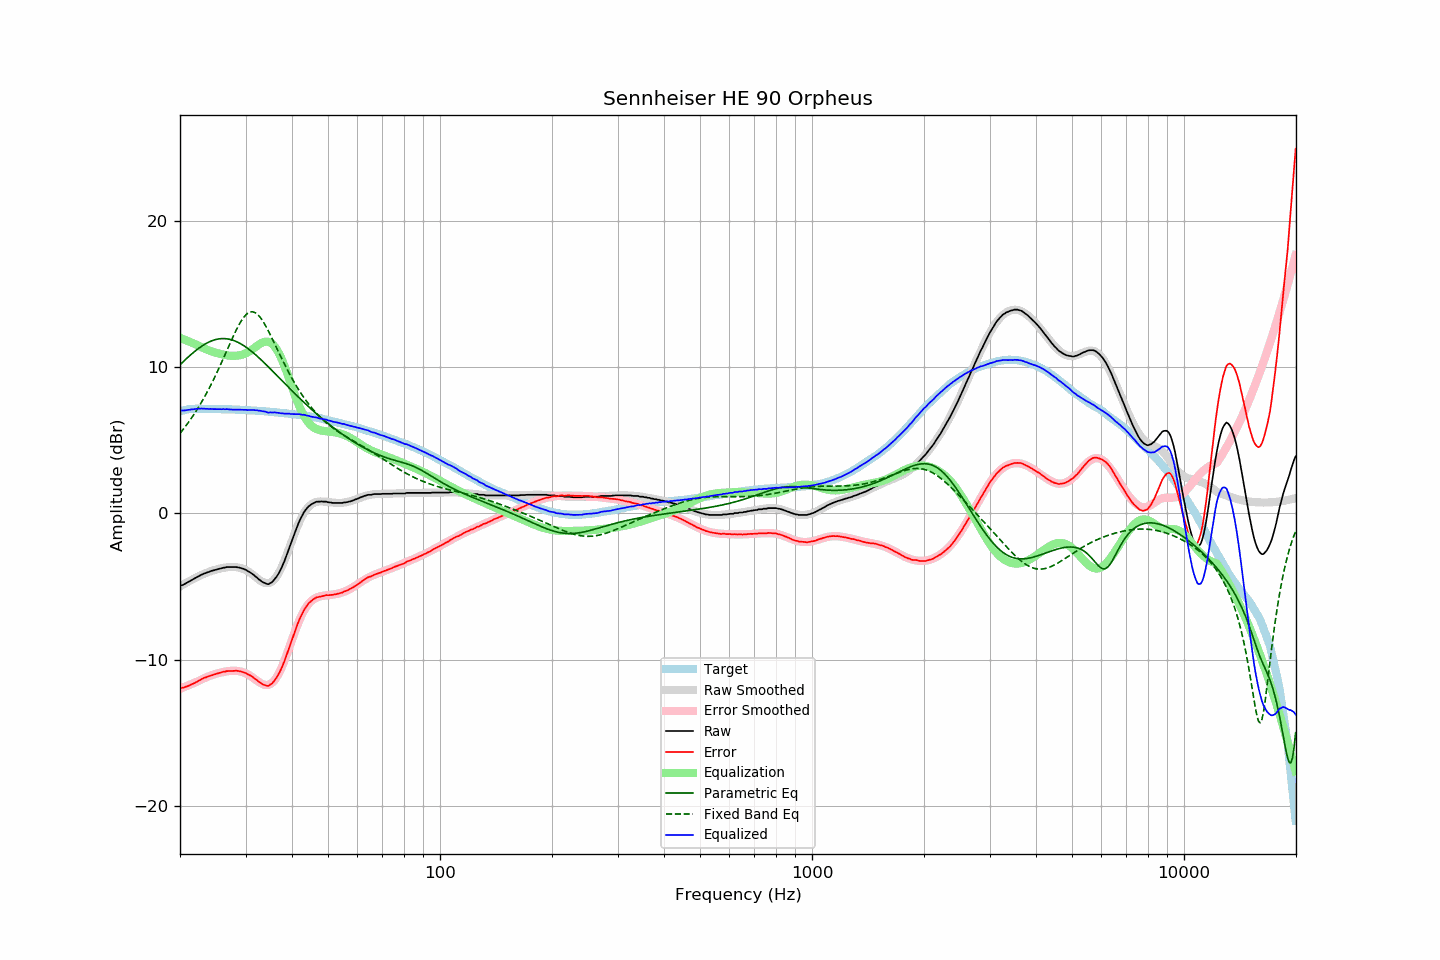 Sennheiser HE 90 Orpheus
Amplitude (dBr)
20
10
0
−10
−20
100
1000
10000
Frequency (Hz)
Target
Raw Smoothed
Error Smoothed
Raw
Error
Equalization
Parametric Eq
Fixed Band Eq
Equalized